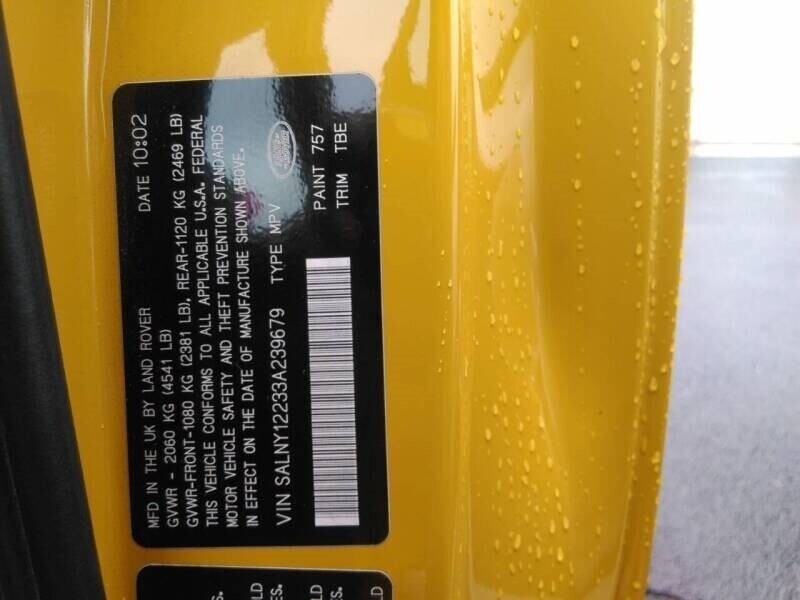 MFD IN THE UK BY LAND ROVER DATE 10:02
GVWR - 2060 KG (4541 LB)
GVWR-FRONT-1080 KG (2381 LB), REAR-1120 KG (2469 LB)
THIS VEHICLE CONFORMS TO ALL APPLICABLE U.S.A. FEDERAL
MOTOR VEHICLE SAFETY AND THEFT PREVENTION STANDARDS
IN EFFECT ON THE DATE OF MANUFACTURE SHOWN ABOVE.
VIN SALNY12233A239679 TYPE MPV
PAINT 757
TRIM TBE